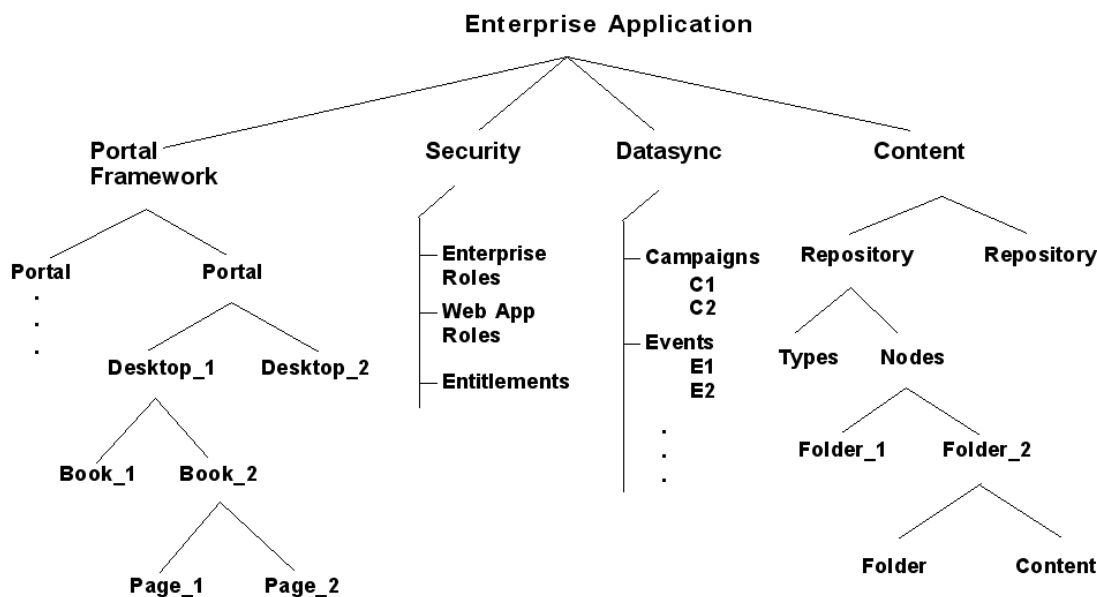 Enterprise Application
Portal
Framework
Security
Datasync
Content
Portal
Portal
.
.
.
Desktop_1
Desktop_2
Book_1
Book_2
Page_1
Page_2
Enterprise
Roles
Web App
Roles
Entitlements
Campaigns
C1
C2
Events
E1
E2
.
.
.
Repository
Repository
Types
Nodes
Folder_1
Folder_2
Folder
Content